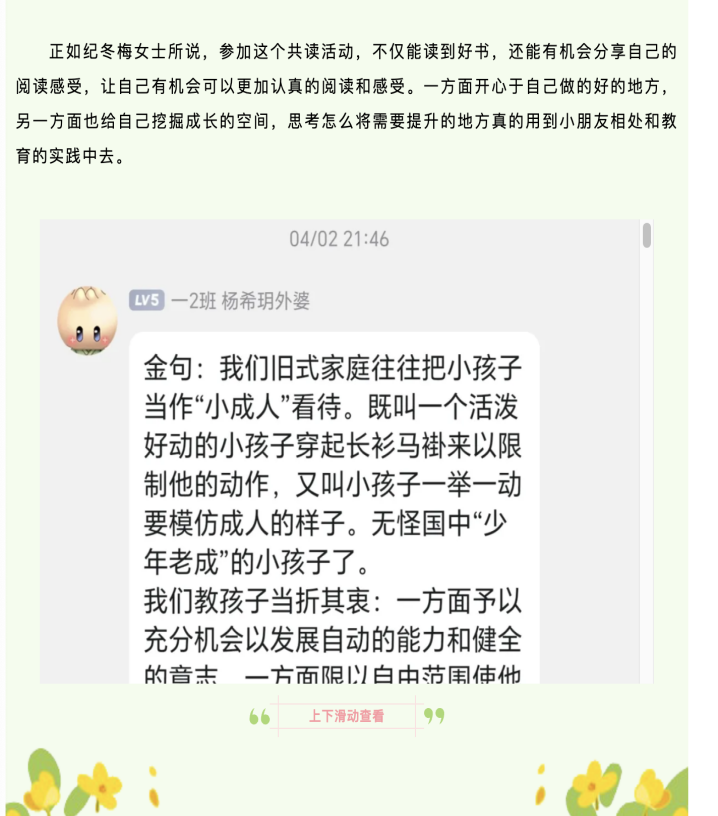 正如纪冬梅女士所说，参加这个共读活动，不仅能读到好书，还能有机会分享自己的
阅读感受，让自己有机会可以更加认真的阅读和感受。一方面开心于自己做的好的地方，
另一方面也给自己挖掘成长的空间，思考怎么将需要提升的地方真的用到小朋友相处和教
育的实践中去。
04/02 21:46
LV5 一2班 杨希玥外婆
金句：我们旧式家庭往往把小孩子
当作“小成人”看待。既叫一个活泼
好动的小孩子穿起长衫马褂来以限
制他的动作，又叫小孩子一举一动
要模仿成人的样子。无怪国中“少
年老成”的小孩子了。
我们教孩子当折其衷：一方面予以
充分机会以发展自动的能力和健全
的意志，一方面限以自由范围使他
上下滑动查看